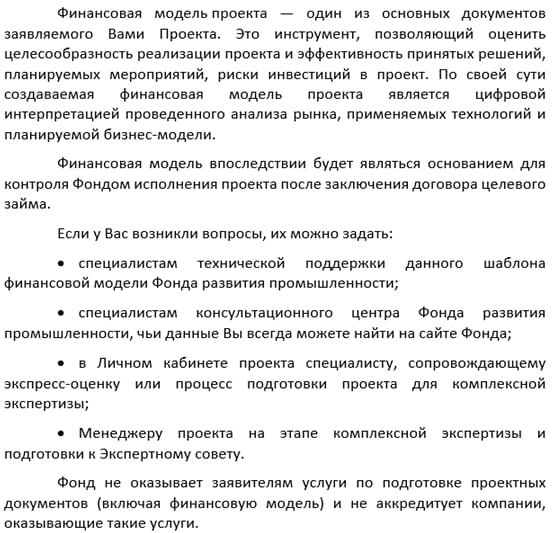 Финансовая модель проекта — один из основных документов
заявляемого Вами Проекта. Это инструмент, позволяющий оценить
целесообразность реализации проекта и эффективность принятых решений,
планируемых мероприятий, риски инвестиций в проект. По своей сути
создаваемая финансовая модель проекта является цифровой
интерпретацией проведенного анализа рынка, применяемых технологий и
планируемой бизнес-модели.
Финансовая модель впоследствии будет являться основанием для
контроля Фондом исполнения проекта после заключения договора целевого
займа.
Если у Вас возникли вопросы, их можно задать:
• специалистам технической поддержки данного шаблона
финансовой модели Фонда развития промышленности;
• специалистам консультационного центра Фонда развития
промышленности, чьи данные Вы всегда можете найти на сайте Фонда;
• в Личном кабинете проекта специалисту, сопровождающему
экспресс-оценку или процесс подготовки проекта для комплексной
экспертизы;
• Менеджеру проекта на этапе комплексной экспертизы и
подготовки к Экспертному совету.
Фонд не оказывает заявителям услуги по подготовке проектных
документов (включая финансовую модель) и не аккредитует компании,
оказывающие такие услуги.